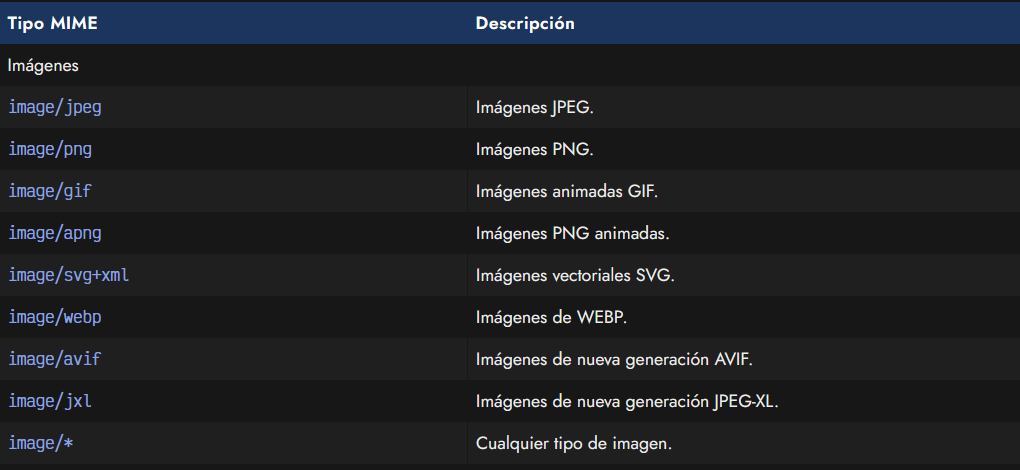 Tipo MIME Descripción
Imágenes
image/jpeg Imágenes JPEG.
image/png Imágenes PNG.
image/gif Imágenes animadas GIF.
image/apng Imágenes PNG animadas.
image/svg+xml Imágenes vectoriales SVG.
image/webp Imágenes de WEBP.
image/avif Imágenes de nueva generación AVIF.
image/jxl Imágenes de nueva generación JPEG-XL.
image/* Cualquier tipo de imagen.